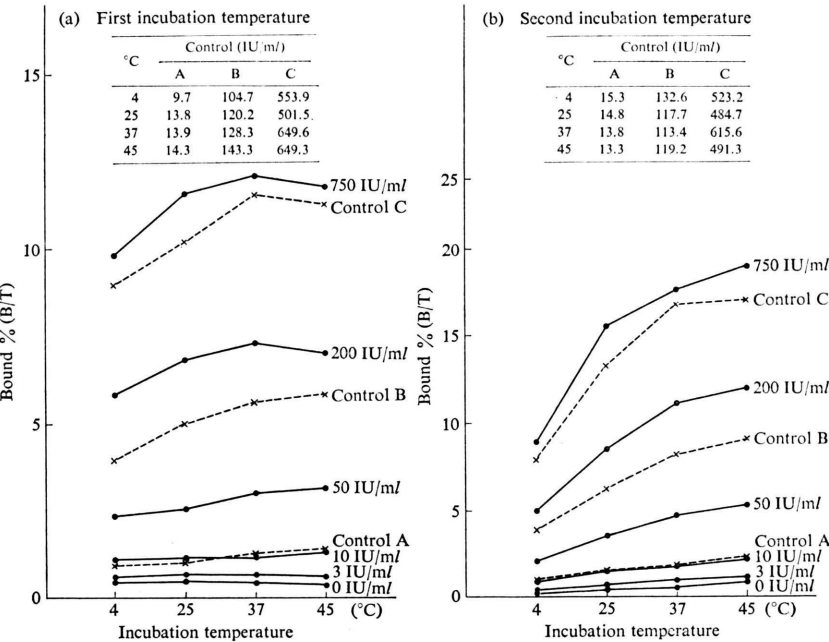 (a) First incubation temperature
°C Control (IU/ml)
A B C
4 9.7 104.7 553.9
25 13.8 120.2 501.5
37 13.9 128.3 649.6
45 14.3 143.3 649.3
15
10
5
0
Bound % (B/T)
750 IU/ml
Control C
200 IU/ml
Control B
50 IU/ml
Control A
10 IU/ml
3 IU/ml
0 IU/ml
4 25 37 45 (°C)
Incubation temperature
(b) Second incubation temperature
°C Control (IU/ml)
A B C
4 15.3 132.6 523.2
25 14.8 117.7 484.7
37 13.8 113.4 615.6
45 13.3 119.2 491.3
25
20
15
10
5
0
Bound % (B/T)
750 IU/ml
Control C
200 IU/ml
Control B
50 IU/ml
Control A
10 IU/ml
3 IU/ml
0 IU/ml
4 25 37 45 (°C)
Incubation temperature